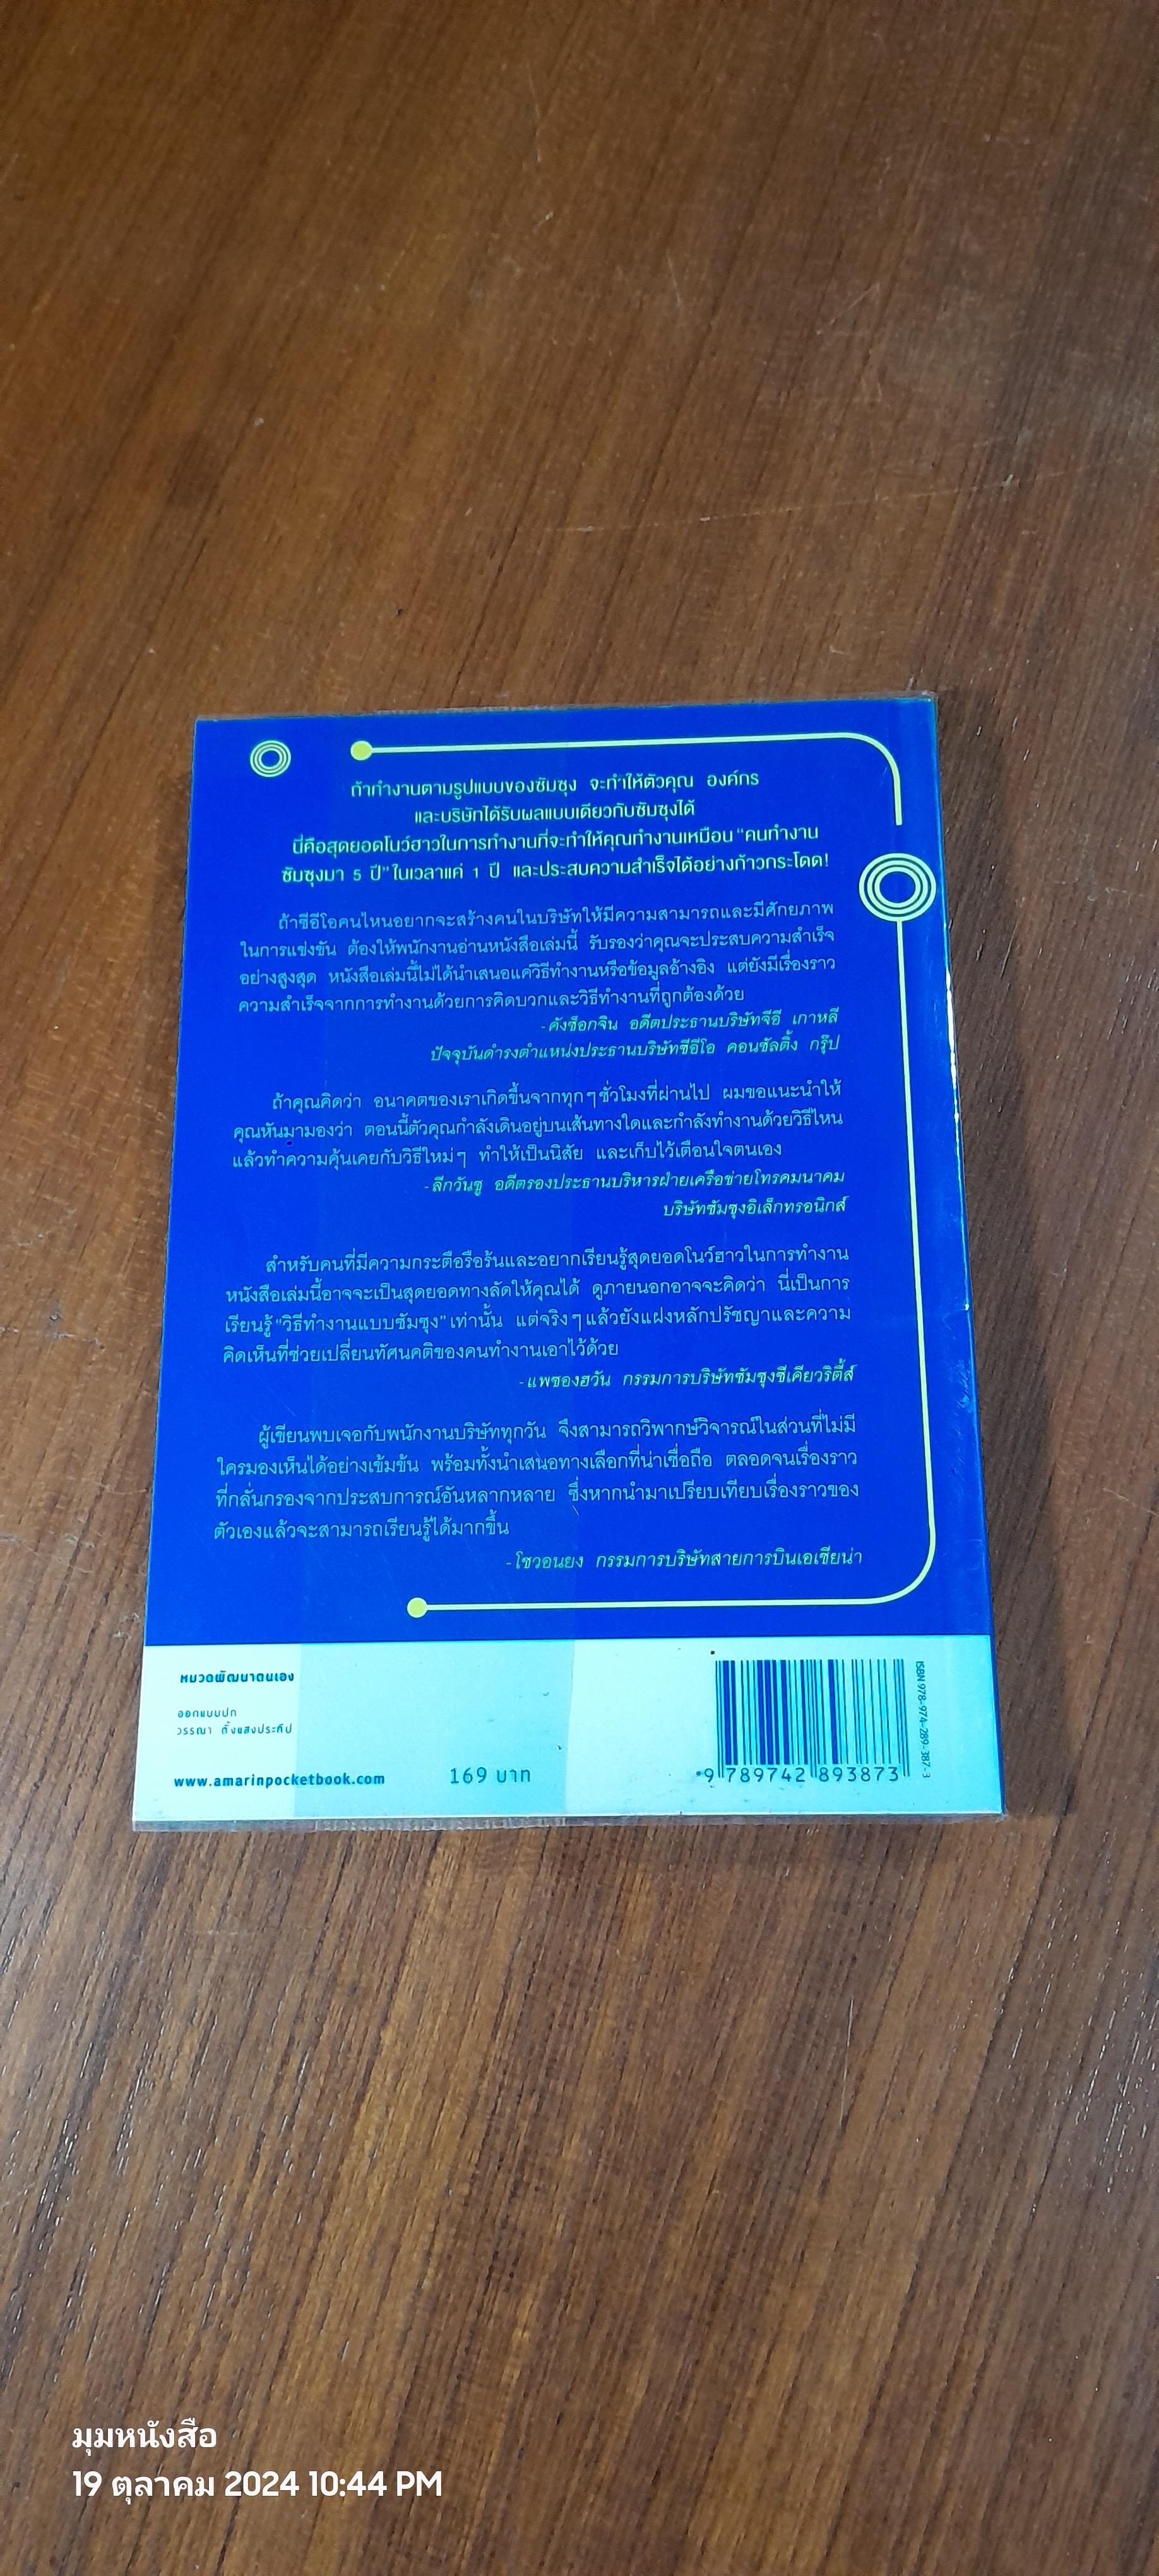 ถ้าทำงานตามรูปแบบของซัมซุง จะทำให้ตัวคุณ องค์กร
และบริษัทได้รับผลแบบเดียวกับซัมซุงได้
นี่คือสุดยอดโนว์ฮาวในการทำงานที่จะทำให้คุณทำงานเหมือน "คนทำงาน
ซัมซุงมา 5 ปี" ในเวลาแค่ 1 ปี และประสบความสำเร็จได้อย่างก้าวกระโดด!
ถ้าซีอีโอคนไหนอยากจะสร้างคนในบริษัทให้มีความสามารถและมีศักยภาพ
ในการแข่งขัน ต้องให้พนักงานอ่านหนังสือเล่มนี้ รับรองว่าคุณจะประสบความสำเร็จ
อย่างสูงสุด หนังสือเล่มนี้ไม่ได้นำเสนอแค่วิธีทำงานหรือข้อมูลอ้างอิง แต่ยังมีเรื่องราว
ความสำเร็จจากการทำงานด้วยการคิดบวกและวิธีทำงานที่ถูกต้องด้วย
-คังซ็อกจิน อดีตประธานบริษัทจีอี เกาหลี
ปัจจุบันดำรงตำแหน่งประธานบริษัทซีอีโอ คอนซัลติ้ง กรุ๊ป
ถ้าคุณคิดว่า อนาคตของเราเกิดขึ้นจากทุกๆ ชั่วโมงที่ผ่านไป ผมขอแนะนำให้
คุณหันมามองว่า ตอนนี้ตัวคุณกำลังเดินอยู่บนเส้นทางใดและกำลังทำงานด้วยวิธีไหน
แล้วทำความคุ้นเคยกับวิธีใหม่ๆ ทำให้เป็นนิสัย และเก็บไว้เตือนใจตนเอง
-ลีกวันซู อดีตรองประธานบริหารฝ่ายเครือข่ายโทรคมนาคม
บริษัทซัมซุงอิเล็กทรอนิกส์
สำหรับคนที่มีความกระตือรือร้นและอยากเรียนรู้สุดยอดโนว์ฮาวในการทำงาน
หนังสือเล่มนี้อาจจะเป็นสุดยอดทางลัดให้คุณได้ ดูภายนอกอาจจะคิดว่า นี่เป็นการ
เรียนรู้ "วิธีทำงานแบบซัมซุง" เท่านั้น แต่จริงๆ แล้วยังแฝงหลักปรัชญาและความ
คิดเห็นที่ช่วยเปลี่ยนทัศนคติของคนทำงานเอาไว้ด้วย
-แพซองฮวัน กรรมการบริษัทซัมซุงซีเคียวริตี้ส์
ผู้เขียนพบเจอกับพนักงานบริษัททุกวัน จึงสามารถวิพากษ์วิจารณ์ในส่วนที่ไม่มี
ใครมองเห็นได้อย่างเข้มข้น พร้อมทั้งนำเสนอทางเลือกที่น่าเชื่อถือ ตลอดจนเรื่องราว
ที่กลั่นกรองจากประสบการณ์อันหลากหลาย ซึ่งหากนำมาเปรียบเทียบเรื่องราวของ
ตัวเองแล้วจะสามารถเรียนรู้ได้มากขึ้น
-โชวอนยง กรรมการบริษัทสายการบินเอเชียน่า
หมวดพัฒนาตนเอง
ออกแบบปก
วรรณา ตั้งแสงประทีป
www.amarinpocketbook.com
169 บาท
ISBN 978-974-289-387-3
9 789742 893873
มุมหนังสือ
19 ตุลาคม 2024 10:44 PM